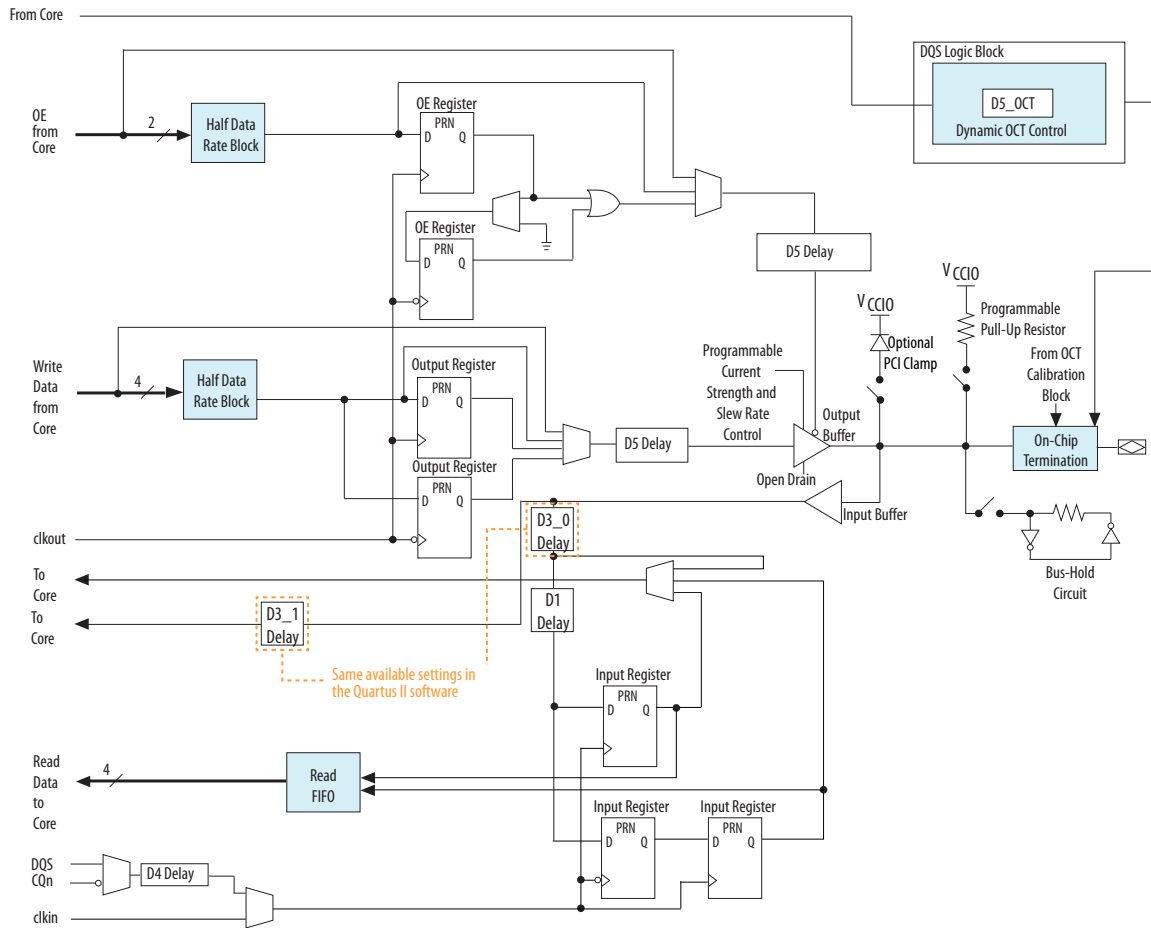 From Core
DQS Logic Block
D5_OCT
Dynamic OCT Control
OE
from
Core
2
Half Data
Rate Block
OE Register
PRN
D
Q
OE Register
PRN
D
Q
D5 Delay
VCCIO
VCCIO
Programmable
Pull-Up Resistor
Optional
PCI Clamp
From OCT
Calibration
Block
Write
Data
from
Core
4
Half Data
Rate Block
Output Register
PRN
D
Q
Output Register
PRN
D
Q
D5 Delay
Programmable
Current
Strength and
Slew Rate
Control
Output
Buffer
Open Drain
Input Buffer
On-Chip
Termination
Bus-Hold
Circuit
clkout
D3_0
Delay
To
Core
To
Core
D3_1
Delay
D1
Delay
Same available settings in
the Quartus II software
Input Register
PRN
D
Q
Read
Data
to
Core
4
Read
FIFO
Input Register
PRN
D
Q
Input Register
PRN
D
Q
DQS
CQn
D4 Delay
clkin